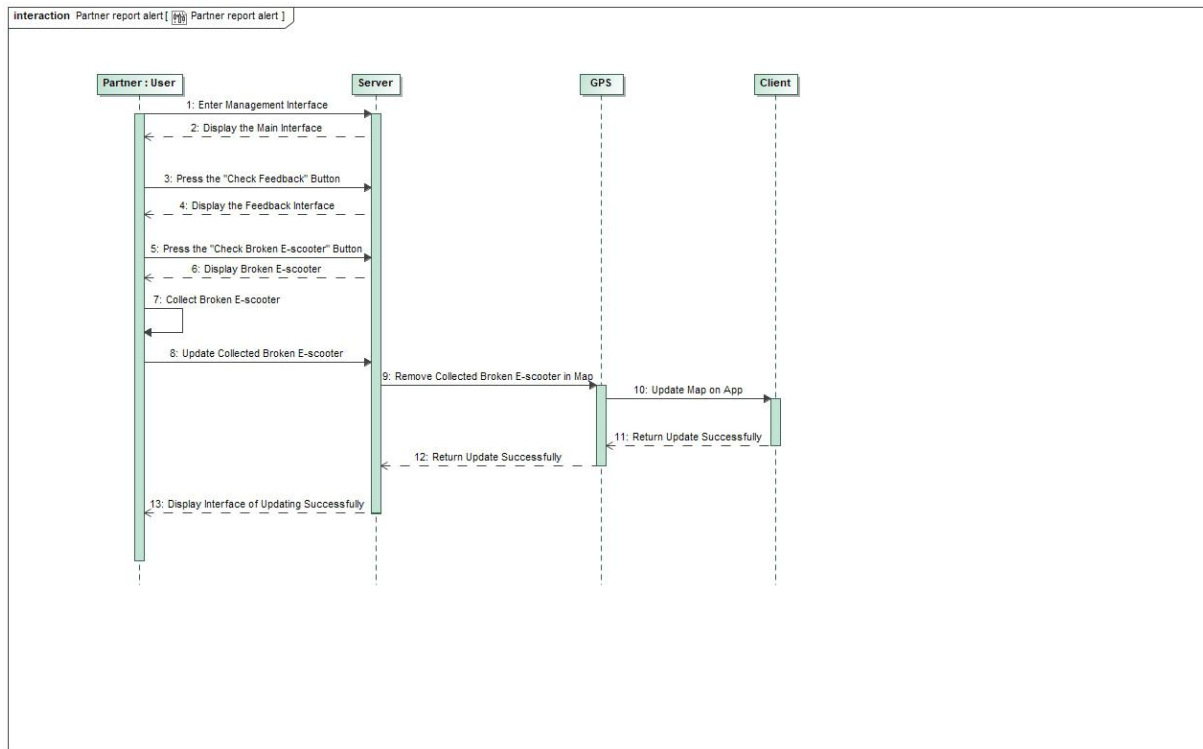 interaction Partner report alert [ Partner report alert ]
Partner : User
Server
GPS
Client
1: Enter Management Interface
2: Display the Main Interface
3: Press the "Check Feedback" Button
4: Display the Feedback Interface
5: Press the "Check Broken E-scooter" Button
6: Display Broken E-scooter
7: Collect Broken E-scooter
8: Update Collected Broken E-scooter
9: Remove Collected Broken E-scooter in Map
10: Update Map on App
11: Return Update Successfully
12: Return Update Successfully
13: Display Interface of Updating Successfully